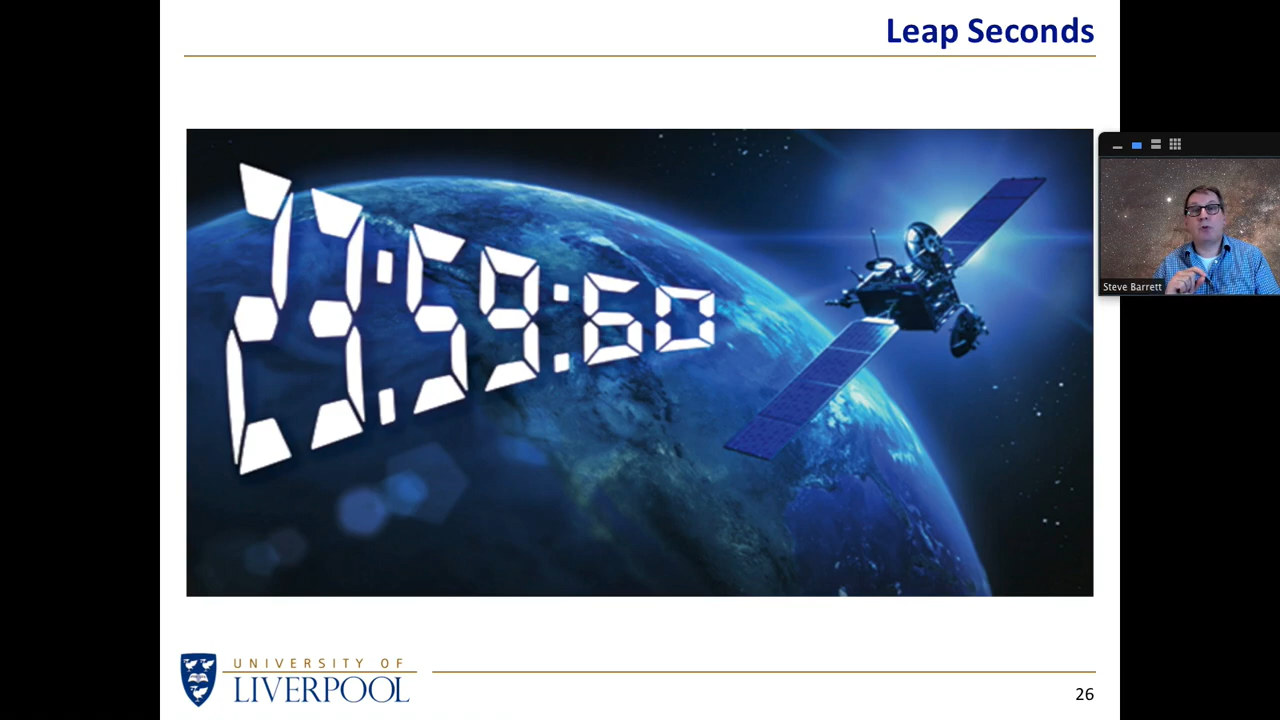 Leap Seconds
23:59:60
Steve Barrett
UNIVERSITY OF
LIVERPOOL
26